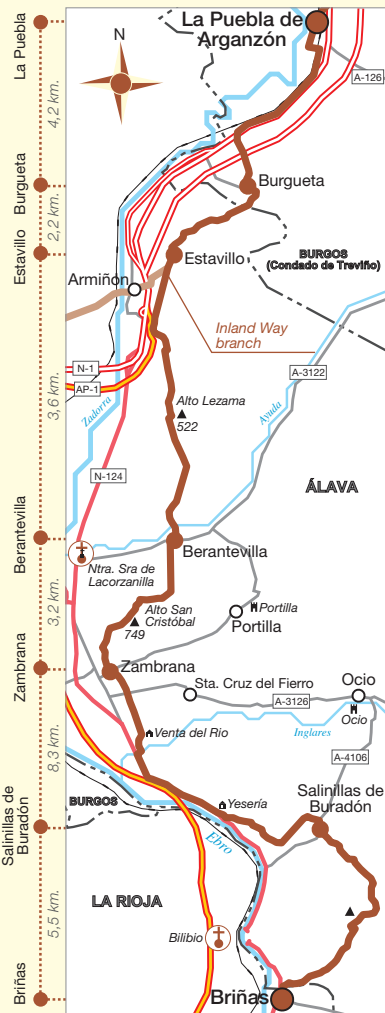 La Puebla
4,2 km.
Burgueta
2,2 km.
Estavillo
3,6 km.
Berantevilla
3,2 km.
Zambrana
8,3 km.
Salinillas de
Buradón
5,5 km.
Briñas
N
La Puebla de
Arganzón
A-126
Burgueta
Estavillo
BURGOS
(Condado de Treviño)
Armiñón
Inland Way
branch
N-1
AP-1
A-3122
Zadorra
Alto Lezama
522
Ayuda
N-124
ÁLAVA
Berantevilla
Ntra. Sra de
Lacorzanilla
Alto San
Cristóbal
749
Portilla
Portilla
Zambrana
Sta. Cruz del Fierro
Ocio
A-3126
Ocio
Venta del Rio
Inglares
A-4106
BURGOS
Yesería
Salinillas de
Buradón
Ebro
LA RIOJA
Bilibio
Briñas